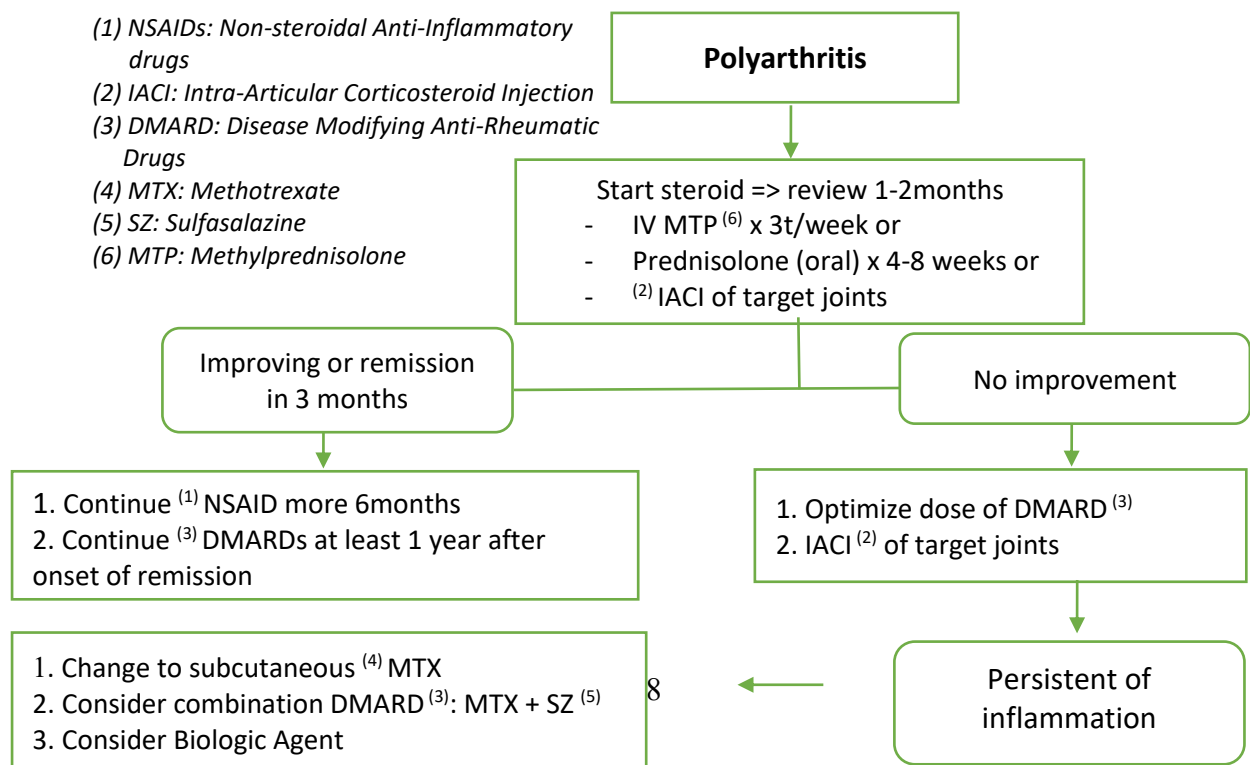 (1) NSAIDs: Non-steroidal Anti-Inflammatory
drugs
(2) IACI: Intra-Articular Corticosteroid Injection
(3) DMARD: Disease Modifying Anti-Rheumatic
Drugs
(4) MTX: Methotrexate
(5) SZ: Sulfasalazine
(6) MTP: Methylprednisolone
Polyarthritis
Start steroid => review 1-2months
- IV MTP (6) x 3t/week or
- Prednisolone (oral) x 4-8 weeks or
- (2) IACI of target joints
Improving or remission
in 3 months
No improvement
1. Continue (1) NSAID more 6months
2. Continue (3) DMARDs at least 1 year after
onset of remission
1. Optimize dose of DMARD (3)
2. IACI (2) of target joints
1. Change to subcutaneous (4) MTX
2. Consider combination DMARD (3): MTX + SZ (5)
3. Consider Biologic Agent
8
Persistent of
inflammation